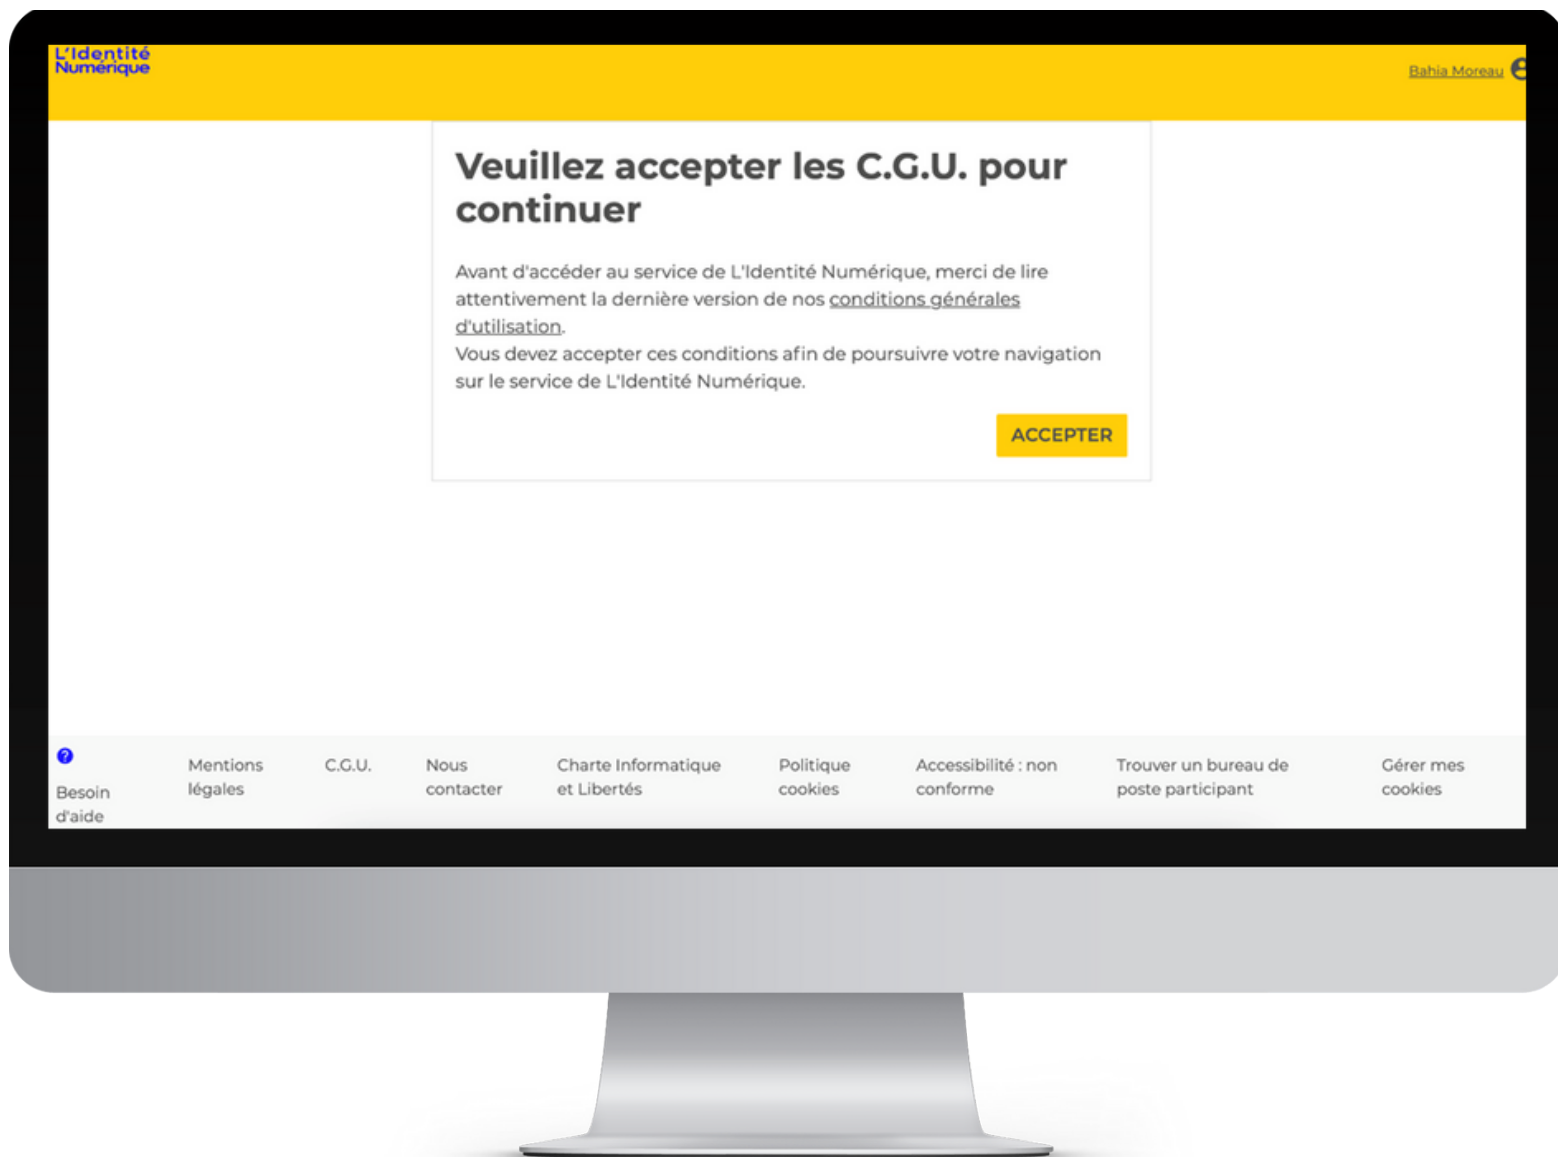 L'Identité
Numérique
Bahia Moreau
Veuillez accepter les C.G.U. pour
continuer
Avant d'accéder au service de L'Identité Numérique, merci de lire
attentivement la dernière version de nos conditions générales
d'utilisation.
Vous devez accepter ces conditions afin de poursuivre votre navigation
sur le service de L'Identité Numérique.
ACCEPTER
?
Besoin
d'aide
Mentions
légales
C.G.U.
Nous
contacter
Charte Informatique
et Libertés
Politique
cookies
Accessibilité : non
conforme
Trouver un bureau de
poste participant
Gérer mes
cookies